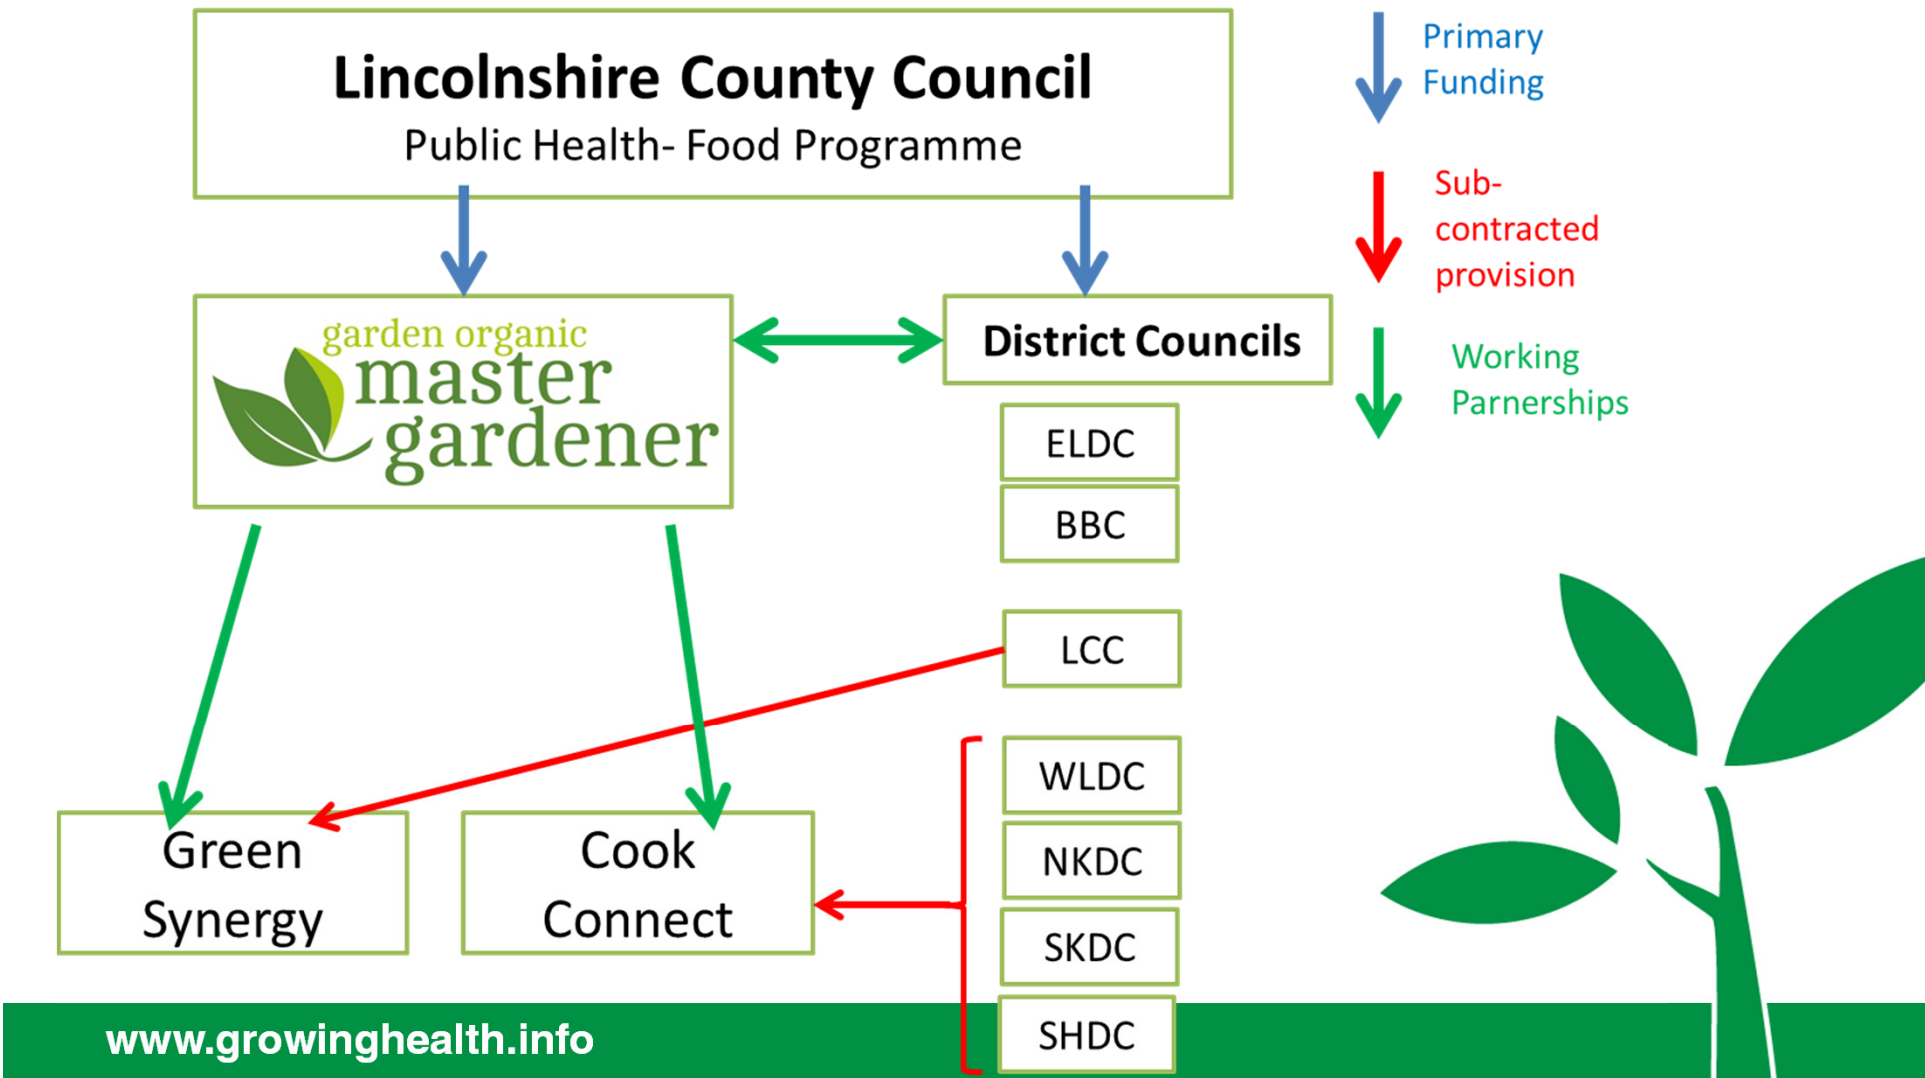 Lincolnshire County Council
Public Health- Food Programme
Primary
Funding
Sub-
contracted
provision
Working
Parnerships
garden organic
master
gardener
District Councils
ELDC
BBC
LCC
WLDC
NKDC
SKDC
SHDC
Green
Synergy
Cook
Connect
www.growinghealth.info